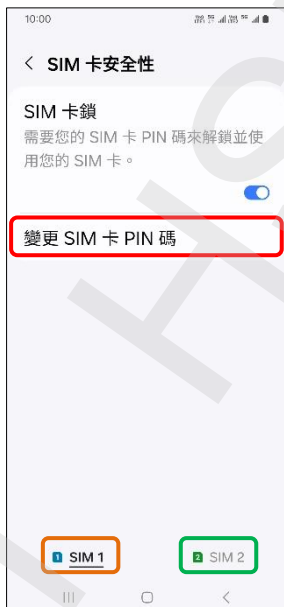 10:00
SIM 卡安全性
SIM 卡鎖
需要您的 SIM 卡 PIN 碼來解鎖並使
用您的 SIM 卡。
變更 SIM 卡 PIN 碼
1 SIM 1
2 SIM 2